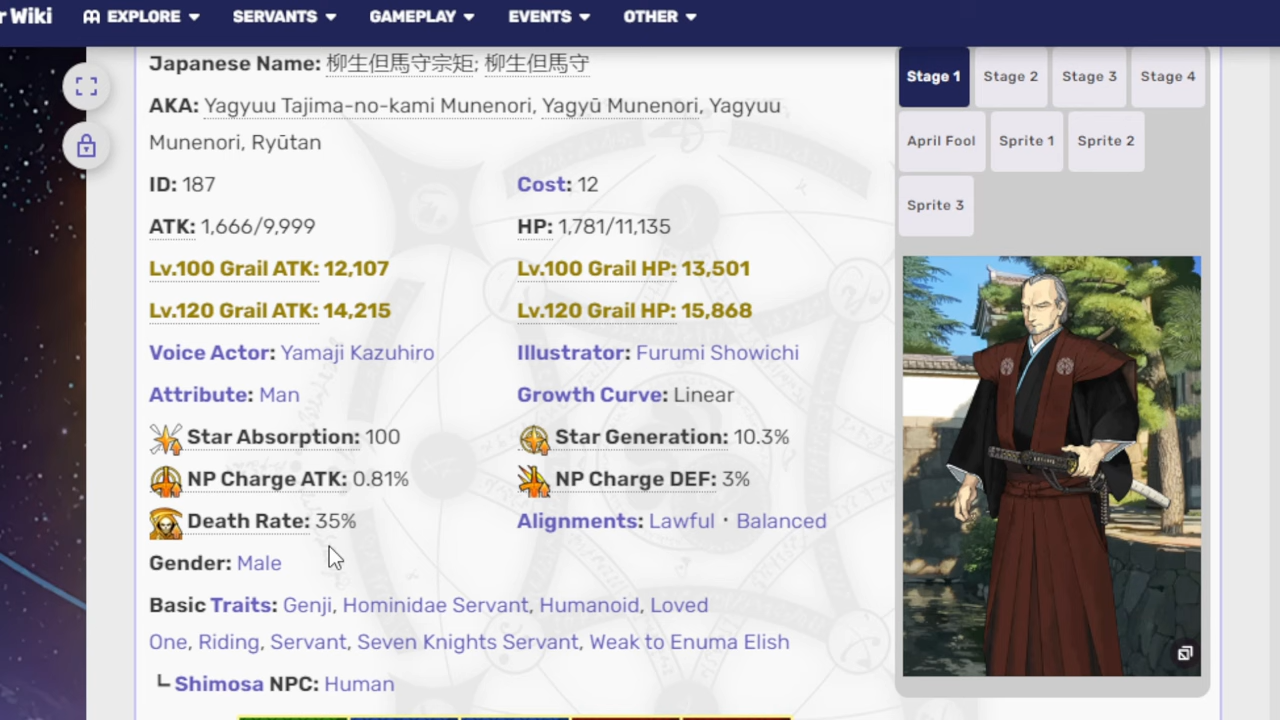 r Wiki EXPLORE SERVANTS GAMEPLAY EVENTS OTHER
Japanese Name: 柳生但馬守宗矩; 柳生但馬守
AKA: Yagyuu Tajima-no-kami Munenori, Yagyū Munenori, Yagyuu
Munenori, Ryūtan
ID: 187 Cost: 12
ATK: 1,666/9,999 HP: 1,781/11,135
Lv.100 Grail ATK: 12,107 Lv.100 Grail HP: 13,501
Lv.120 Grail ATK: 14,215 Lv.120 Grail HP: 15,868
Voice Actor: Yamaji Kazuhiro Illustrator: Furumi Showichi
Attribute: Man Growth Curve: Linear
Star Absorption: 100 Star Generation: 10.3%
NP Charge ATK: 0.81% NP Charge DEF: 3%
Death Rate: 35% Alignments: Lawful · Balanced
Gender: Male
Basic Traits: Genji, Hominidae Servant, Humanoid, Loved
One, Riding, Servant, Seven Knights Servant, Weak to Enuma Elish
└ Shimosa NPC: Human
Stage 1 Stage 2 Stage 3 Stage 4
April Fool Sprite 1 Sprite 2
Sprite 3